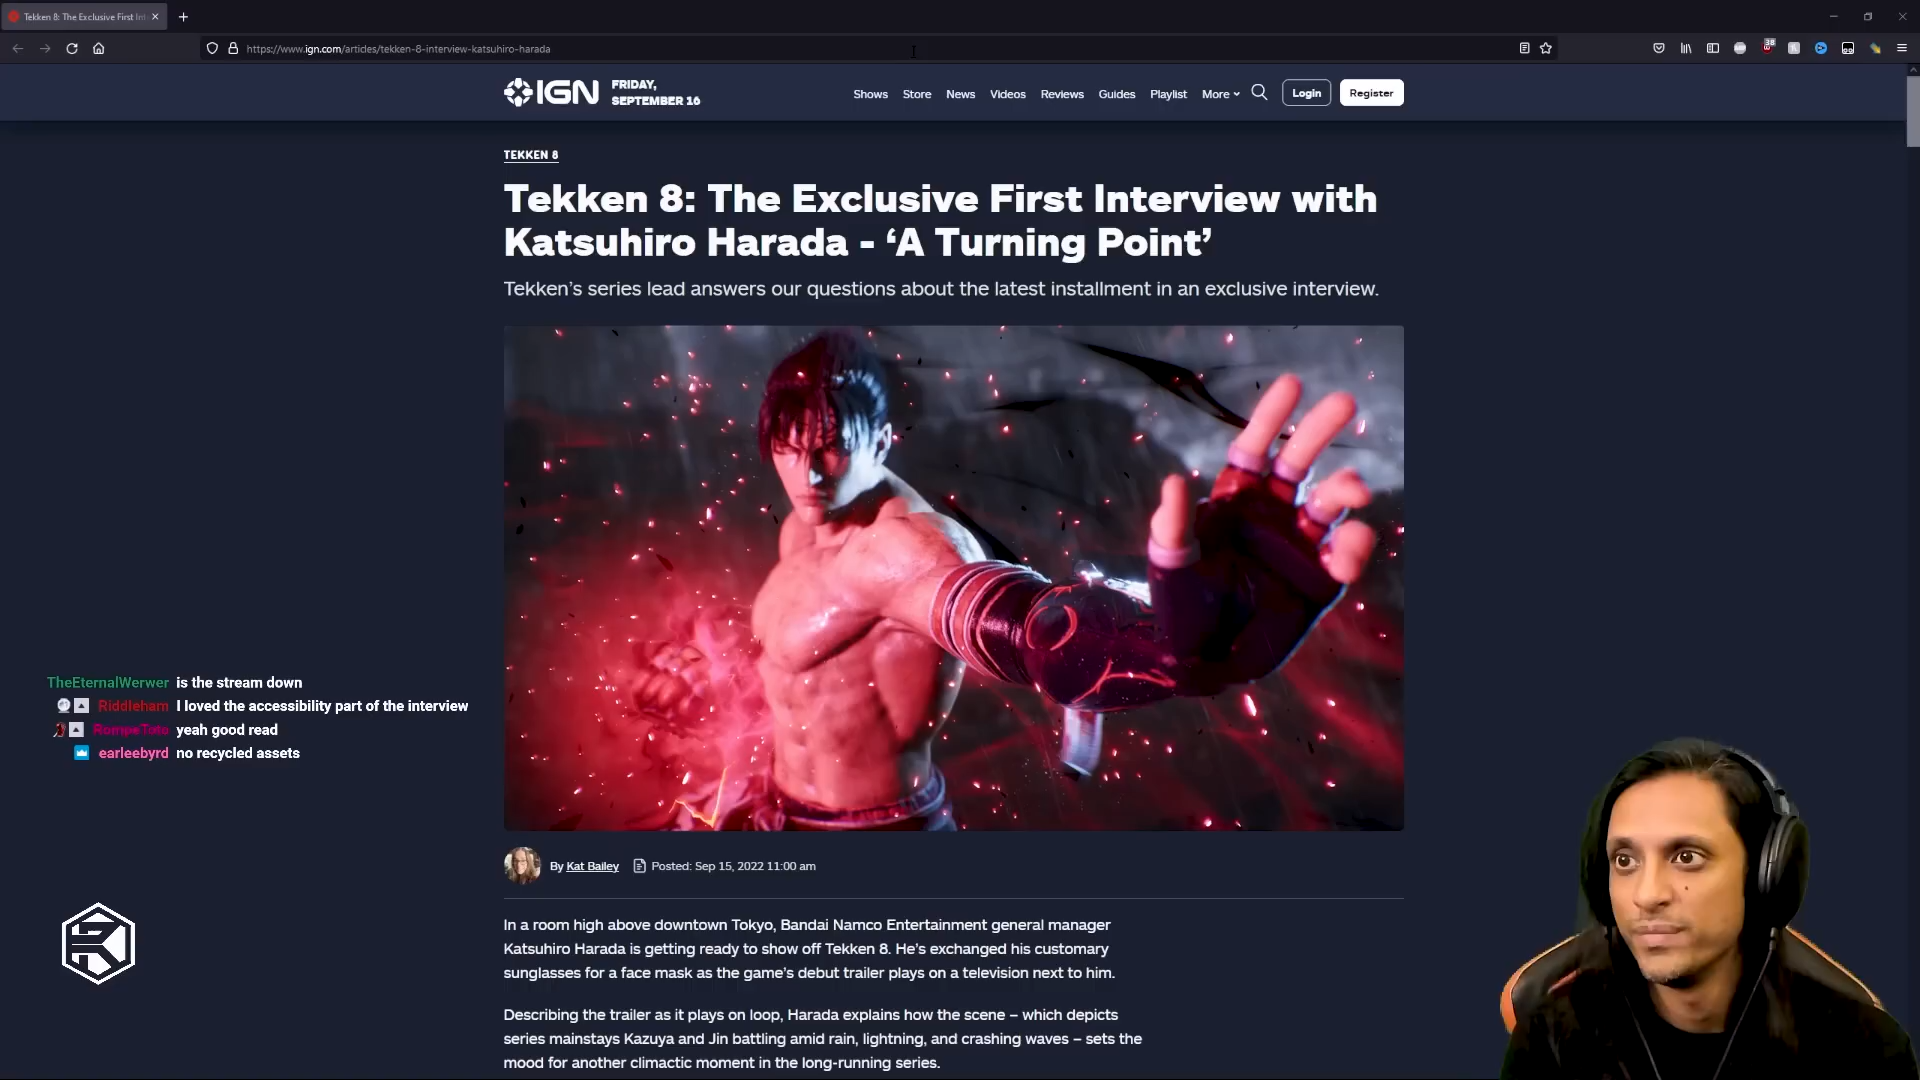 Tekken 8: The Exclusive First Int
https://www.ign.com/articles/tekken-8-interview-katsuhiro-harada
38
IGN
FRIDAY,
SEPTEMBER 16
Shows
Store
News
Videos
Reviews
Guides
Playlist
More
Login
Register
TEKKEN 8
Tekken 8: The Exclusive First Interview with
Katsuhiro Harada - ‘A Turning Point’
Tekken’s series lead answers our questions about the latest installment in an exclusive interview.
TheEternalWerwer is the stream down
Riddleham I loved the accessibility part of the interview
RompeToto yeah good read
earleebyrd no recycled assets
By Kat Bailey Posted: Sep 15, 2022 11:00 am
In a room high above downtown Tokyo, Bandai Namco Entertainment general manager
Katsuhiro Harada is getting ready to show off Tekken 8. He’s exchanged his customary
sunglasses for a face mask as the game’s debut trailer plays on a television next to him.
Describing the trailer as it plays on loop, Harada explains how the scene – which depicts
series mainstays Kazuya and Jin battling amid rain, lightning, and crashing waves – sets the
mood for another climactic moment in the long-running series.